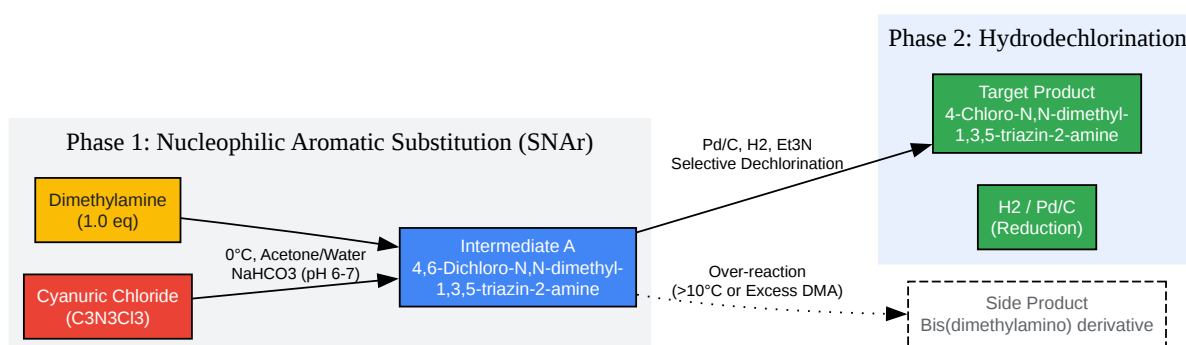 Phase 1: Nucleophilic Aromatic Substitution (SNAr)
Dimethylamine
(1.0 eq)
Cyanuric Chloride
(C3N3Cl3)
0°C, Acetone/Water
NaHCO3 (pH 6-7)
Intermediate A
4,6-Dichloro-N,N-dimethyl-
1,3,5-triazin-2-amine
Pd/C, H2, Et3N
Selective Dechlorination
Over-reaction
(>10°C or Excess DMA)
Phase 2: Hydrodechlorination
Target Product
4-Chloro-N,N-dimethyl-
1,3,5-triazin-2-amine
H2 / Pd/C
(Reduction)
Side Product
Bis(dimethylamino) derivative